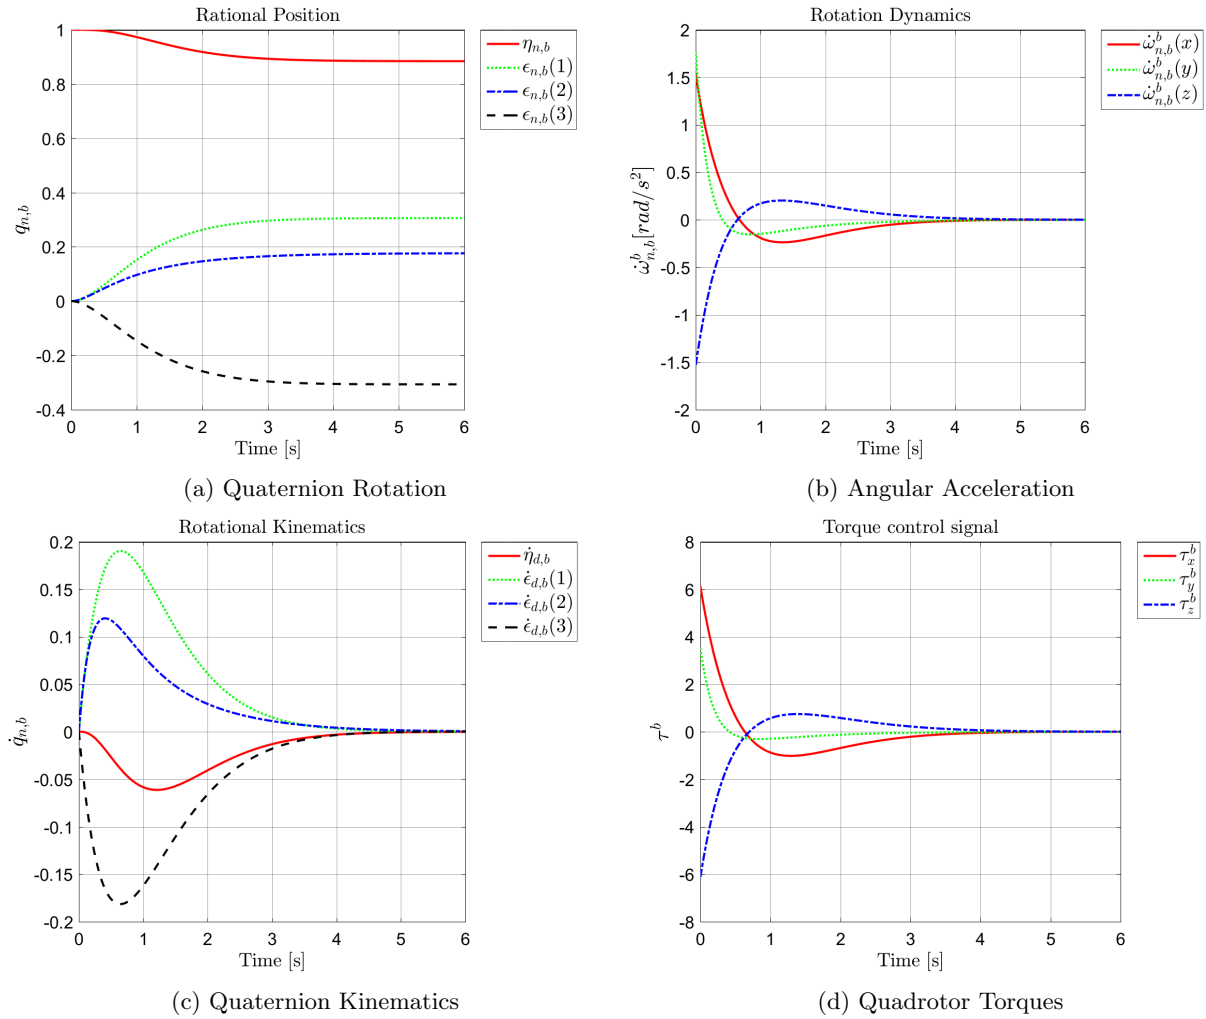 Rational Position
1
0.8
0.6
0.4
0.2
0
-0.2
-0.4
q_{n,b}
0 1 2 3 4 5 6
Time [s]
η_{n,b}
ϵ_{n,b}(1)
ϵ_{n,b}(2)
ϵ_{n,b}(3)
(a) Quaternion Rotation
Rotation Dynamics
2
1.5
1
0.5
0
-0.5
-1
-1.5
-2
ω̇^b_{n,b}[rad/s²]
0 1 2 3 4 5 6
Time [s]
ω̇^b_{n,b}(x)
ω̇^b_{n,b}(y)
ω̇^b_{n,b}(z)
(b) Angular Acceleration
Rotational Kinematics
0.2
0.15
0.1
0.05
0
-0.05
-0.1
-0.15
-0.2
q̇_{n,b}
0 1 2 3 4 5 6
Time [s]
η̇_{d,b}
ϵ̇_{d,b}(1)
ϵ̇_{d,b}(2)
ϵ̇_{d,b}(3)
(c) Quaternion Kinematics
Torque control signal
8
6
4
2
0
-2
-4
-6
-8
τ^b
0 1 2 3 4 5 6
Time [s]
τ^b_x
τ^b_y
τ^b_z
(d) Quadrotor Torques